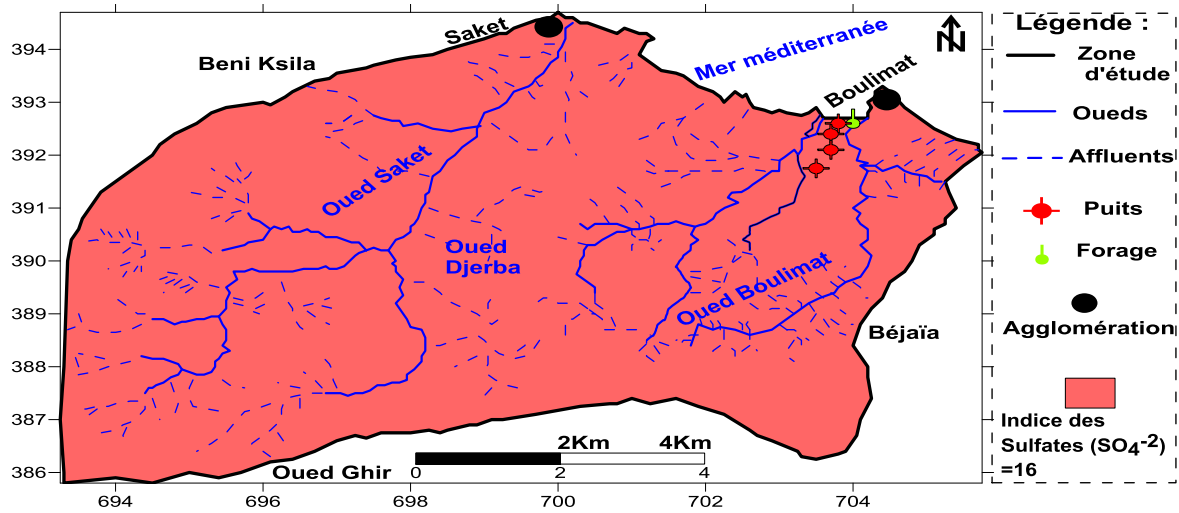 Saket
Beni Ksila
Mer méditerranée
Boulimat
N
Oued Saket
Oued
Djerba
Oued Boulimat
Béjaïa
Oued Ghir
2Km 4Km
0 2 4
394
393
392
391
390
389
388
387
386
694 696 698 700 702 704
Légende :
Zone
d'étude
Oueds
Affluents
Puits
Forage
Agglomération
Indice des
Sulfates (SO₄⁻²)
=16